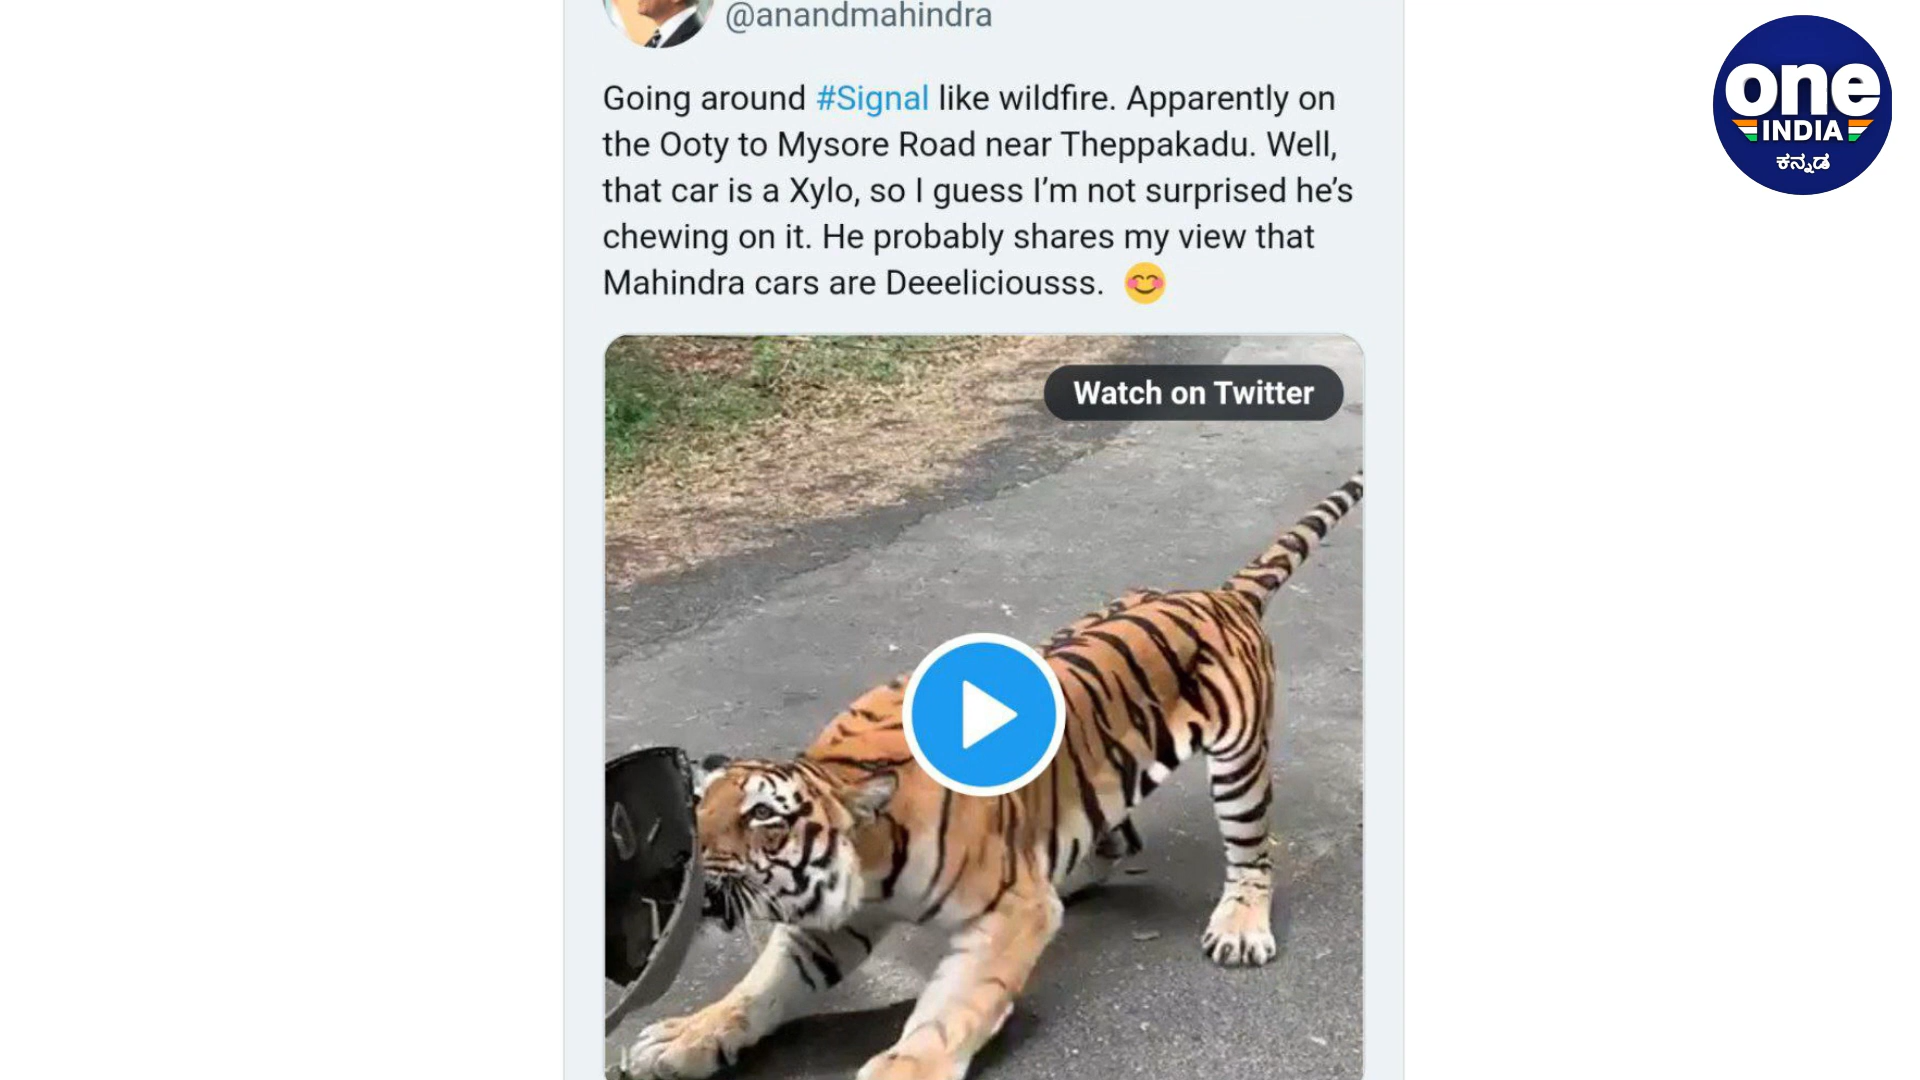 @anandmahindra
Going around #Signal like wildfire. Apparently on
the Ooty to Mysore Road near Theppakadu. Well,
that car is a Xylo, so I guess I’m not surprised he’s
chewing on it. He probably shares my view that
Mahindra cars are Deeeliciousss. 😊
Watch on Twitter
one
INDIA
ಕನ್ನಡ